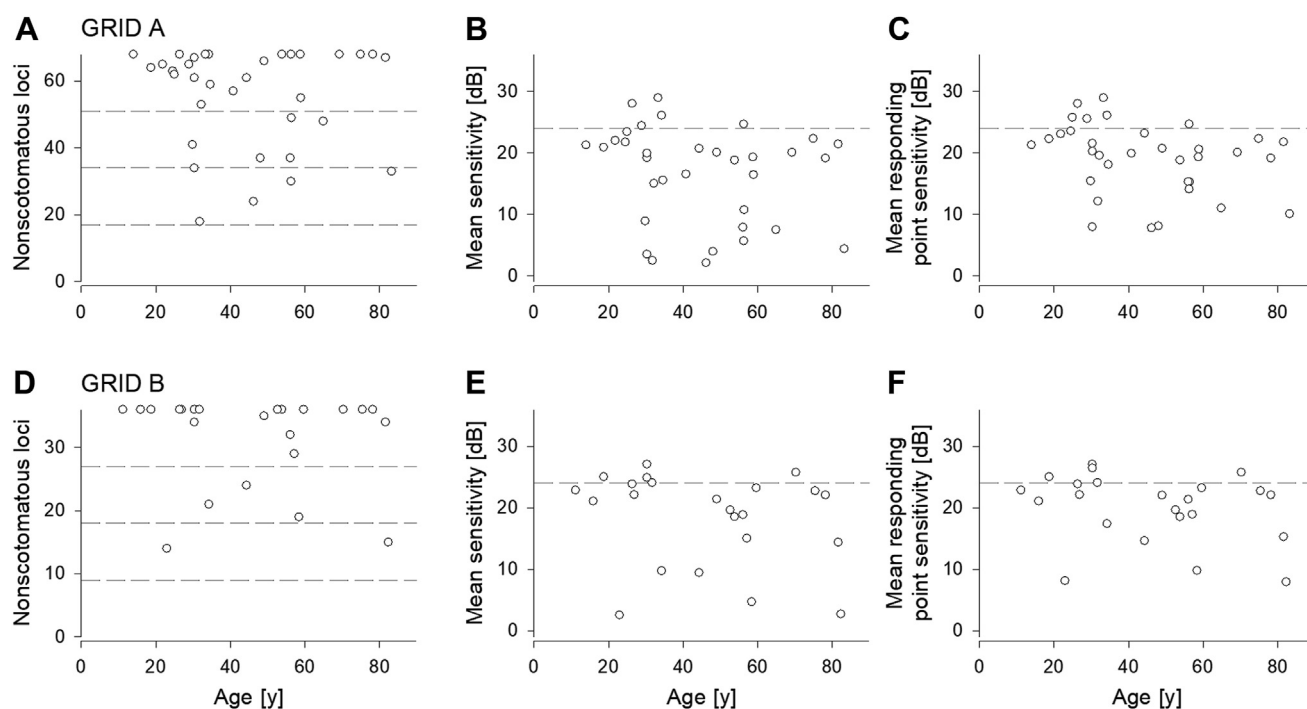 A GRID A
Nonscotomatous loci
60
40
20
0
0 20 40 60 80
B
Mean sensitivity [dB]
30
20
10
0
0 20 40 60 80
C
Mean responding
point sensitivity [dB]
30
20
10
0
0 20 40 60 80
D GRID B
Nonscotomatous loci
30
20
10
0
0 20 40 60 80
Age [y]
E
Mean sensitivity [dB]
30
20
10
0
0 20 40 60 80
Age [y]
F
Mean responding
point sensitivity [dB]
30
20
10
0
0 20 40 60 80
Age [y]